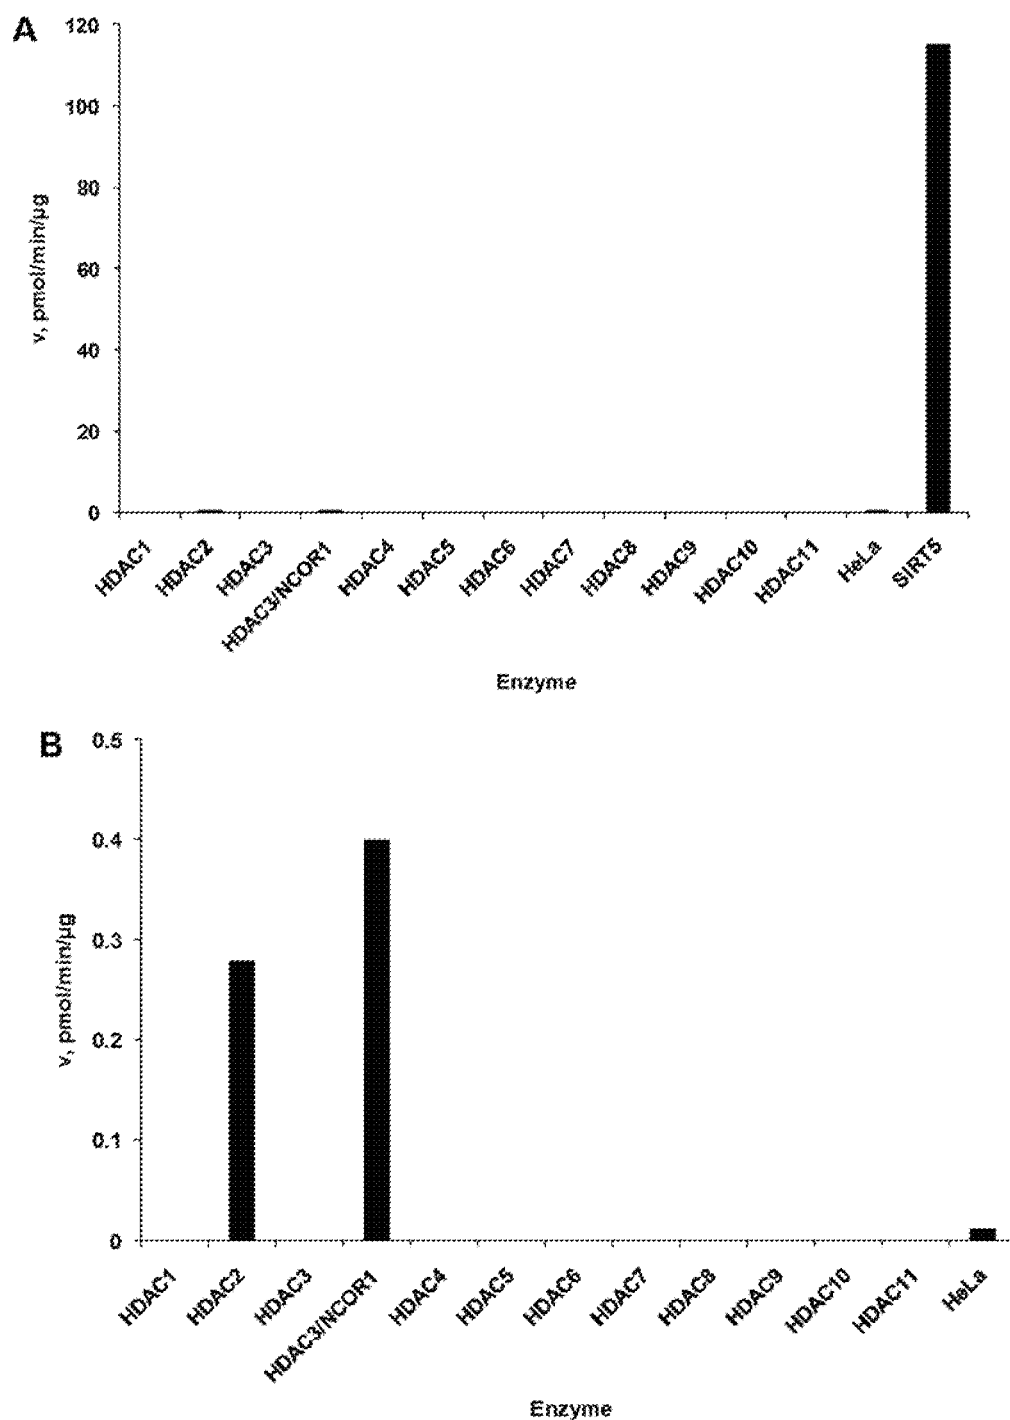 A
120
100
80
60
40
20
0
v, pmol/min/µg
HDAC1
HDAC2
HDAC3
HDAC3/NCOR1
HDAC4
HDAC5
HDAC6
HDAC7
HDAC8
HDAC9
HDAC10
HDAC11
HeLa
SIRT5
Enzyme
B
0.5
0.4
0.3
0.2
0.1
0
v, pmol/min/µg
HDAC1
HDAC2
HDAC3
HDAC3/NCOR1
HDAC4
HDAC5
HDAC6
HDAC7
HDAC8
HDAC9
HDAC10
HDAC11
HeLa
Enzyme